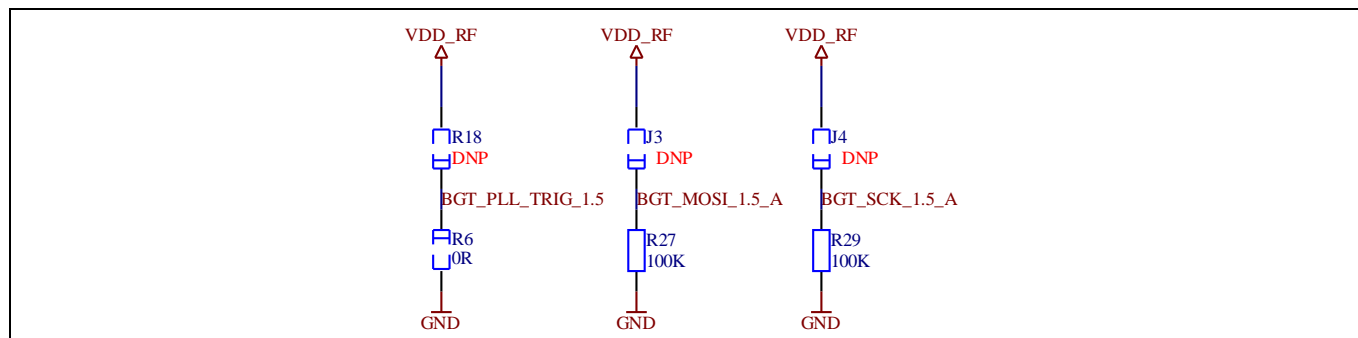 VDD_RF VDD_RF VDD_RF
R18 J3 J4
DNP DNP DNP
BGT_PLL_TRIG_1.5 BGT_MOSI_1.5_A BGT_SCK_1.5_A
R6 R27 R29
0R 100K 100K
GND GND GND